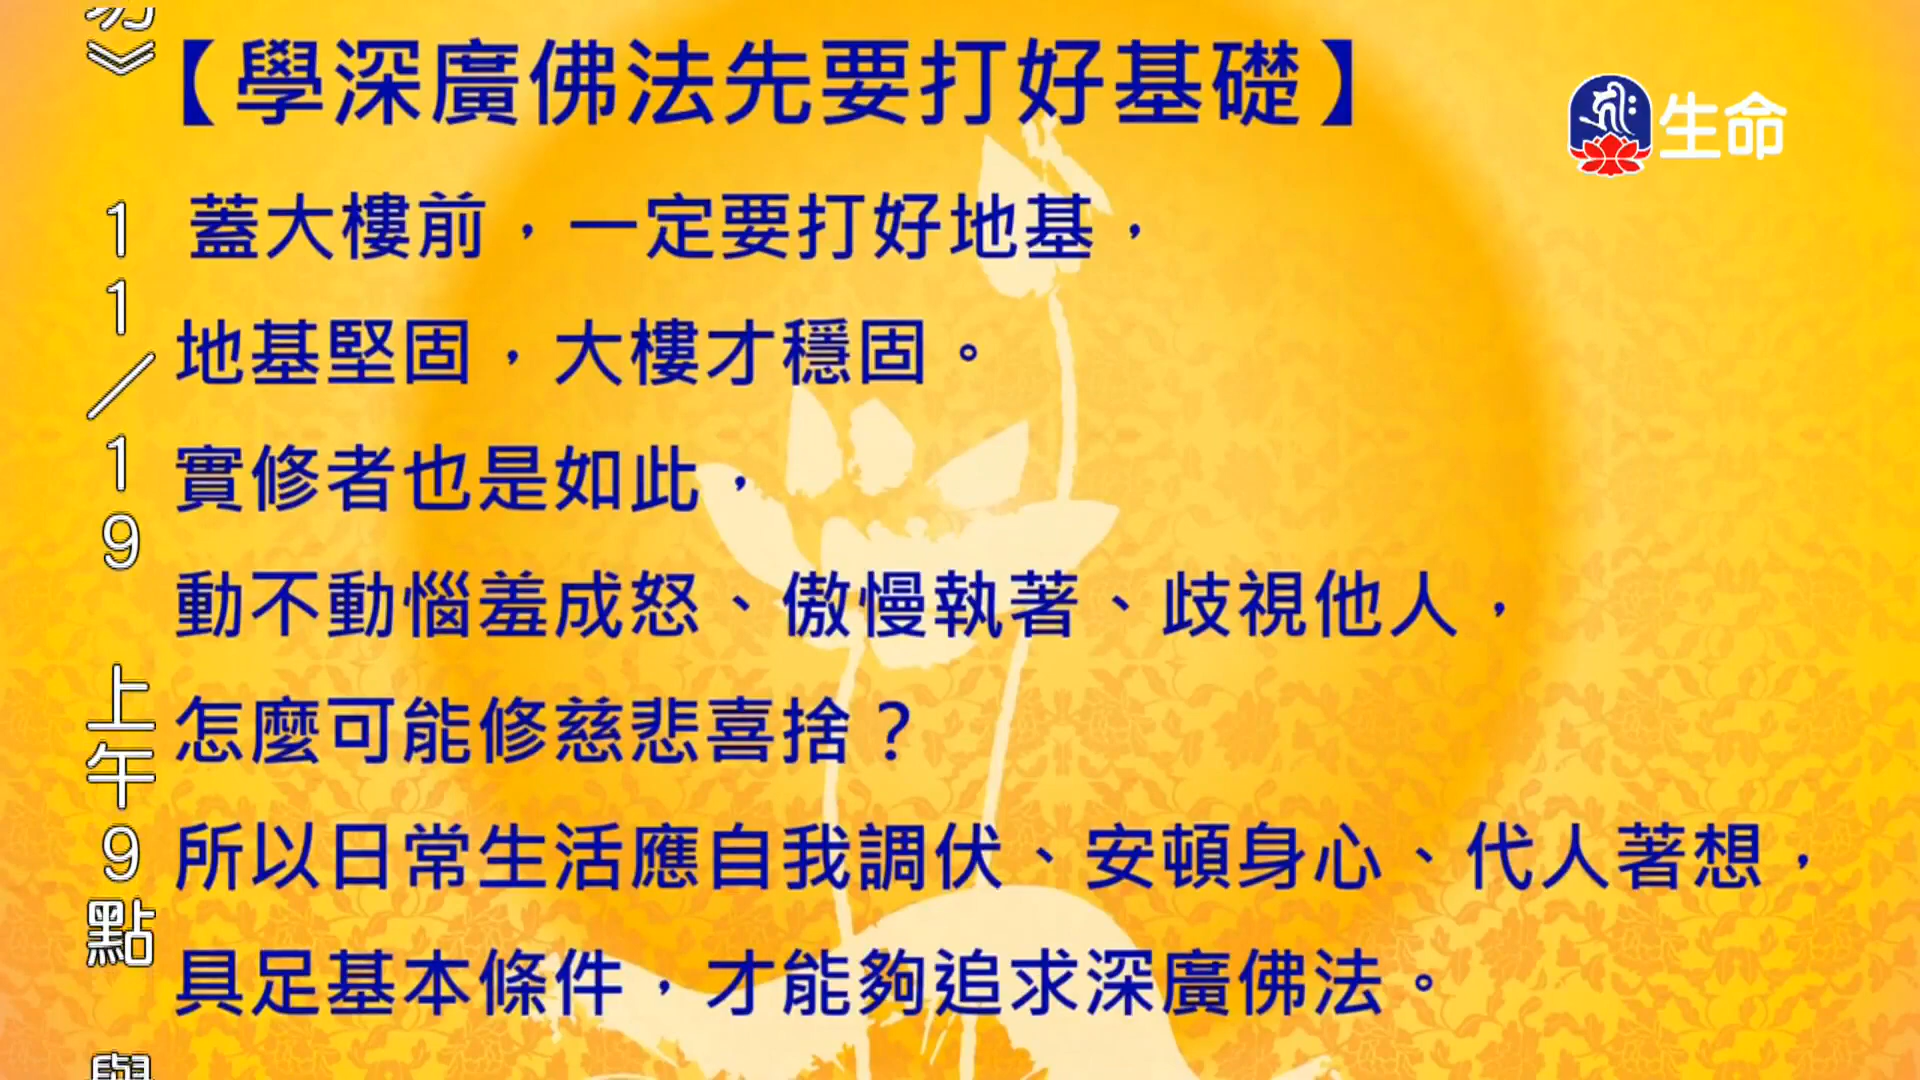 【學深廣佛法先要打好基礎】
生命
蓋大樓前，一定要打好地基，
地基堅固，大樓才穩固。
實修者也是如此，
動不動惱羞成怒、傲慢執著、歧視他人，
怎麼可能修慈悲喜捨？
所以日常生活應自我調伏、安頓身心、代人著想，
具足基本條件，才能夠追求深廣佛法。
》 11／19 上午9點